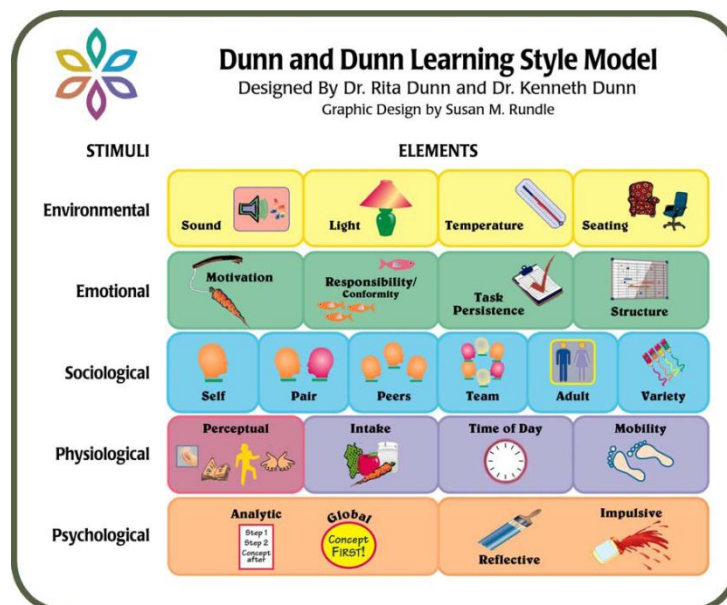 Dunn and Dunn Learning Style Model
Designed By Dr. Rita Dunn and Dr. Kenneth Dunn
Graphic Design by Susan M. Rundle
STIMULI
ELEMENTS
Environmental
Sound
Light
Temperature
Seating
Emotional
Motivation
Responsibility/
Conformity
Task
Persistence
Structure
Sociological
Self
Pair
Peers
Team
Adult
Variety
Physiological
Perceptual
Intake
Time of Day
Mobility
Psychological
Analytic
Step 1
Step 2
Concept
after
Global
Concept
FIRST!
Reflective
Impulsive